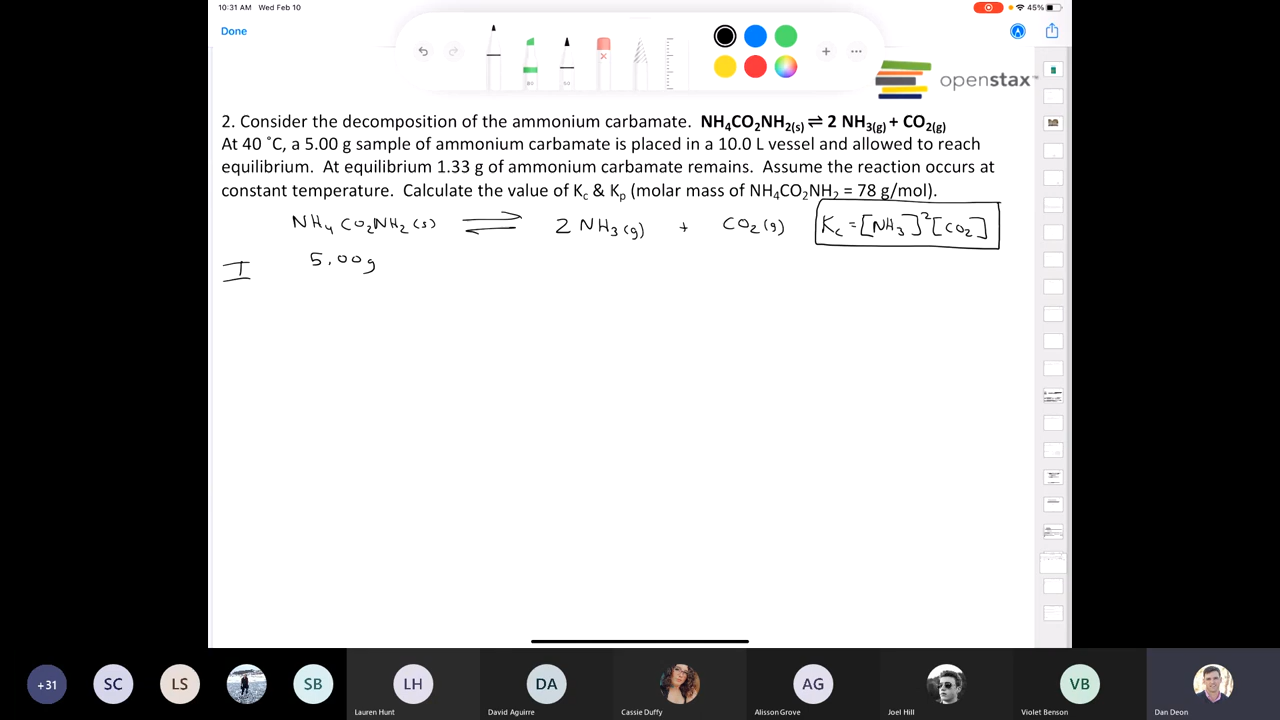 10:31 AM Wed Feb 10
45%
Done
openstax™
2. Consider the decomposition of the ammonium carbamate. NH₄CO₂NH₂(s) ⇌ 2 NH₃(g) + CO₂(g)
At 40 ˚C, a 5.00 g sample of ammonium carbamate is placed in a 10.0 L vessel and allowed to reach
equilibrium. At equilibrium 1.33 g of ammonium carbamate remains. Assume the reaction occurs at
constant temperature. Calculate the value of Kc & Kp (molar mass of NH₄CO₂NH₂ = 78 g/mol).
NH₄CO₂NH₂(s) ⇌ 2 NH₃(g) + CO₂(g) Kc = [NH₃]²[CO₂]
I 5.00g
+31 SC LS SB LH DA AG VB
Lauren Hunt David Aguirre Cassie Duffy Alisson Grove Joel Hill Violet Benson Dan Deon